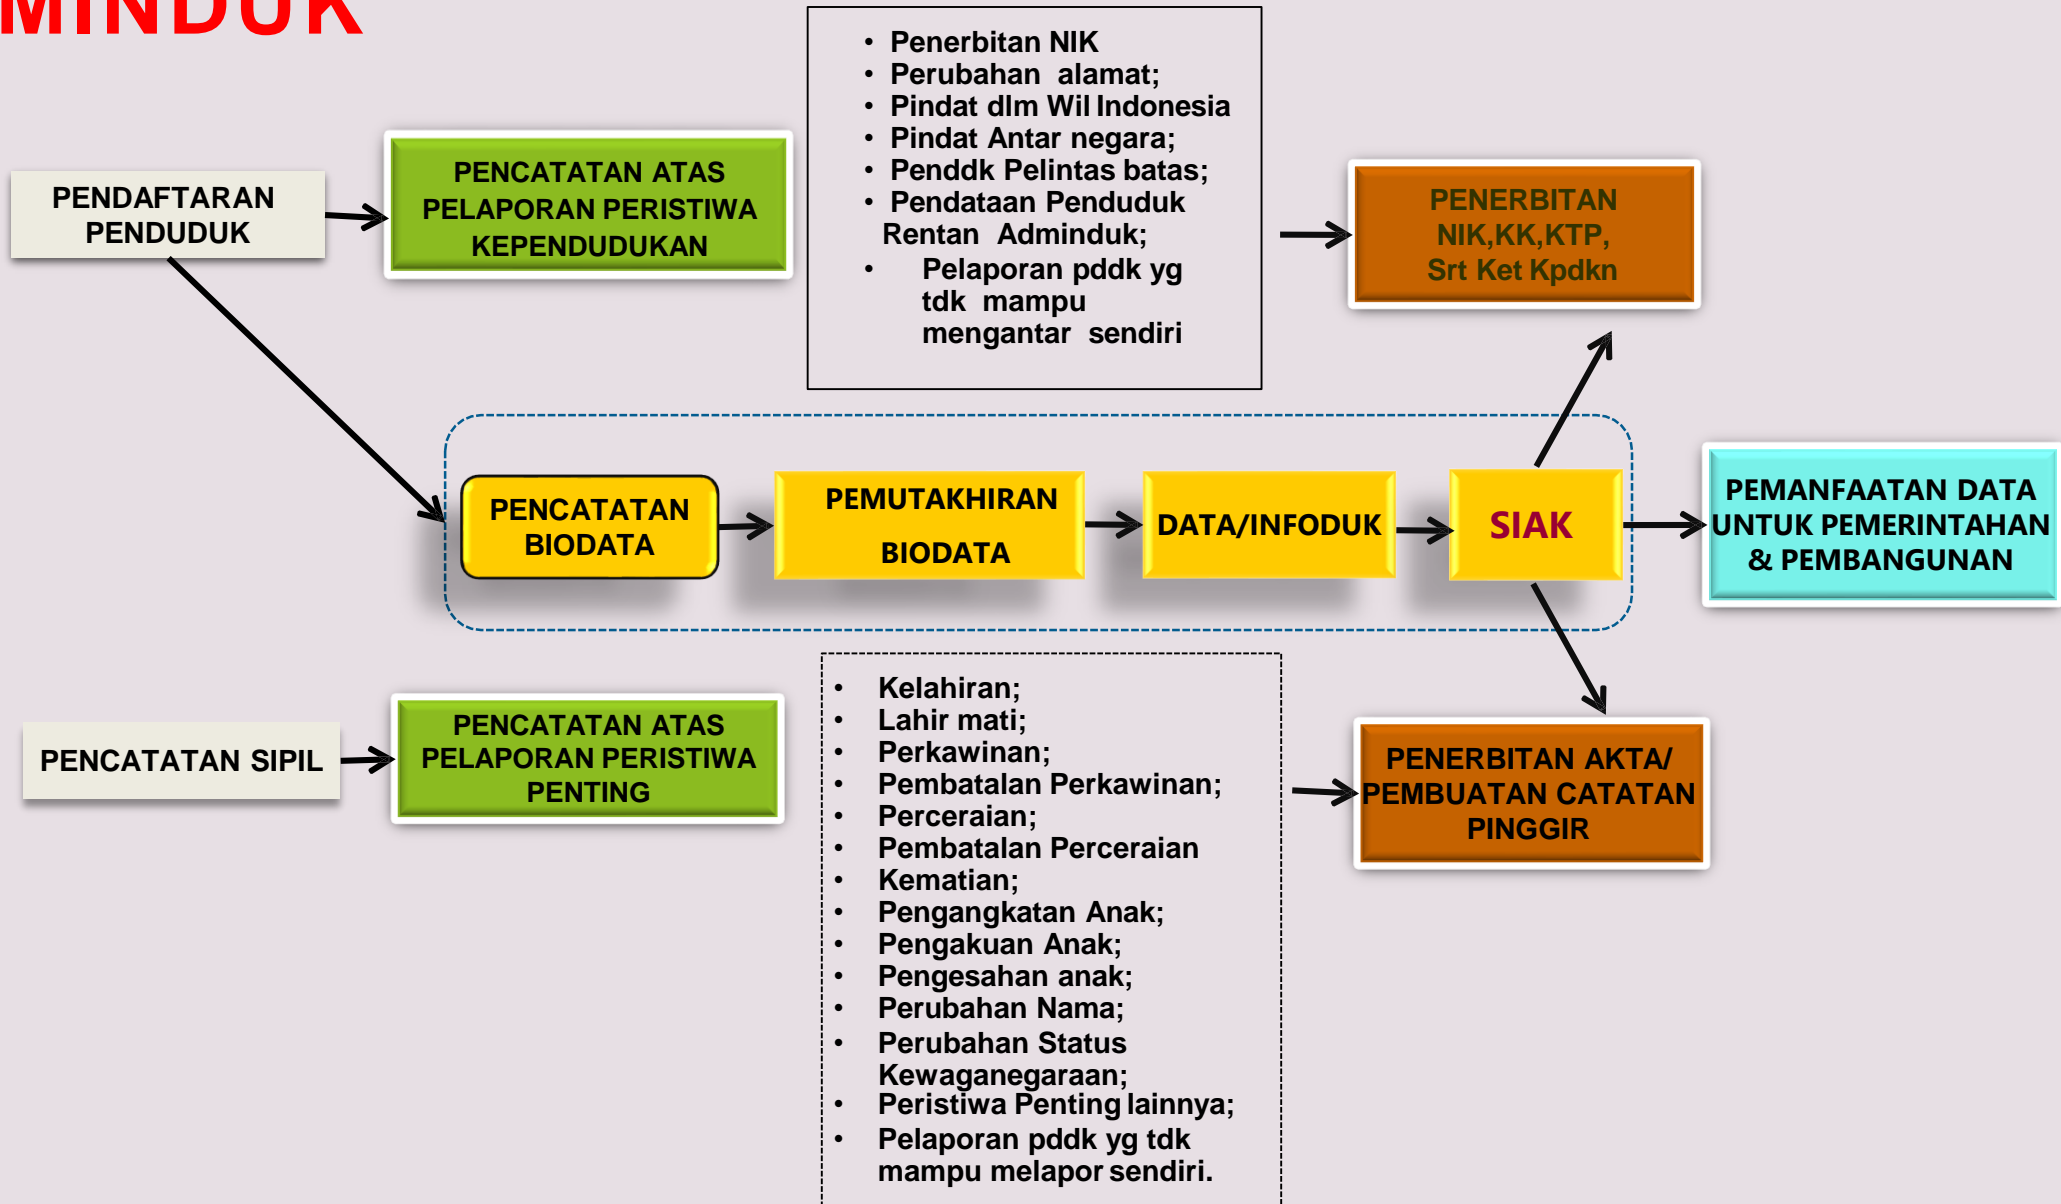 MINDUK
• Penerbitan NIK
• Perubahan alamat;
• Pindat dlm Wil Indonesia
• Pindat Antar negara;
• Penddk Pelintas batas;
• Pendataan Penduduk
Rentan Adminduk;
• Pelaporan pddk yg
tdk mampu
mengantar sendiri
PENDAFTARAN
PENDUDUK
PENCATATAN ATAS
PELAPORAN PERISTIWA
KEPENDUDUKAN
PENERBITAN
NIK,KK,KTP,
Srt Ket Kpdkn
PENCATATAN
BIODATA
PEMUTAKHIRAN
BIODATA
DATA/INFODUK
SIAK
PEMANFAATAN DATA
UNTUK PEMERINTAHAN
& PEMBANGUNAN
PENCATATAN SIPIL
PENCATATAN ATAS
PELAPORAN PERISTIWA
PENTING
• Kelahiran;
• Lahir mati;
• Perkawinan;
• Pembatalan Perkawinan;
• Perceraian;
• Pembatalan Perceraian
• Kematian;
• Pengangkatan Anak;
• Pengakuan Anak;
• Pengesahan anak;
• Perubahan Nama;
• Perubahan Status
Kewaganegaraan;
• Peristiwa Penting lainnya;
• Pelaporan pddk yg tdk
mampu melapor sendiri.
PENERBITAN AKTA/
PEMBUATAN CATATAN
PINGGIR